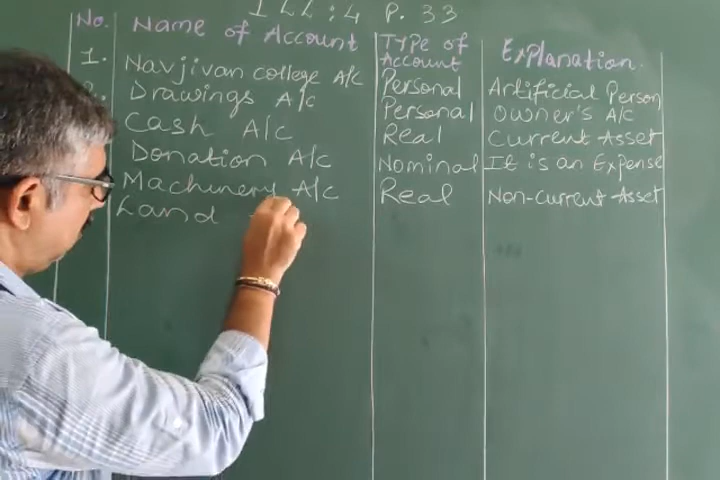 ILL:4 P. 33
No. Name of Account Type of Account Explanation.
1. Navjivan college A/c Personal Artificial Person
2. Drawings A/c Personal Owner's A/c
Cash A/c Real Current Asset
Donation A/c Nominal It is an Expense
Machinery A/c Real Non-current Asset
Land